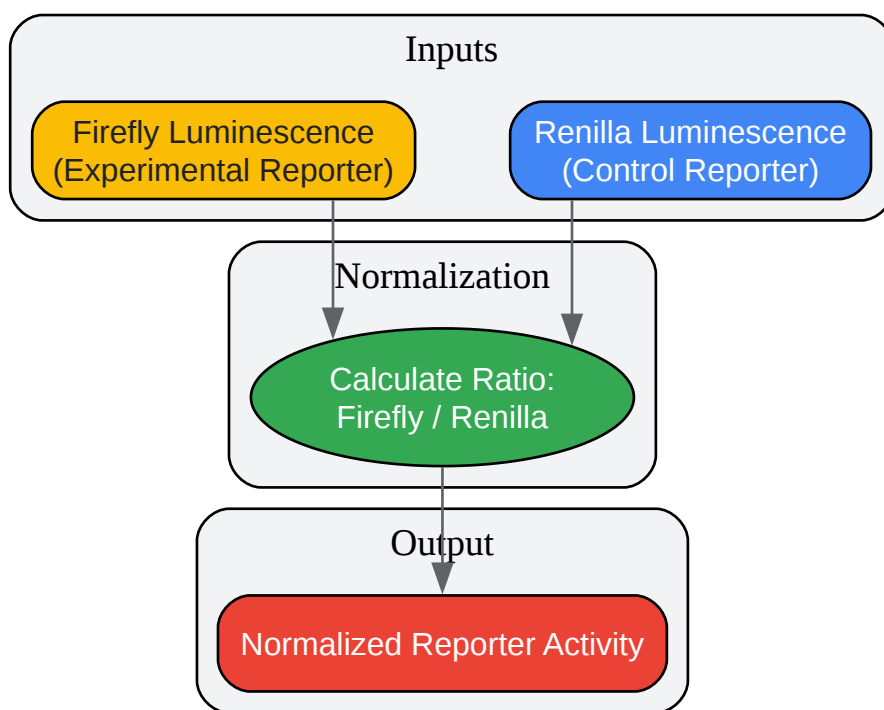 Inputs
Firefly Luminescence
(Experimental Reporter)
Renilla Luminescence
(Control Reporter)
Normalization
Calculate Ratio:
Firefly / Renilla
Output
Normalized Reporter Activity